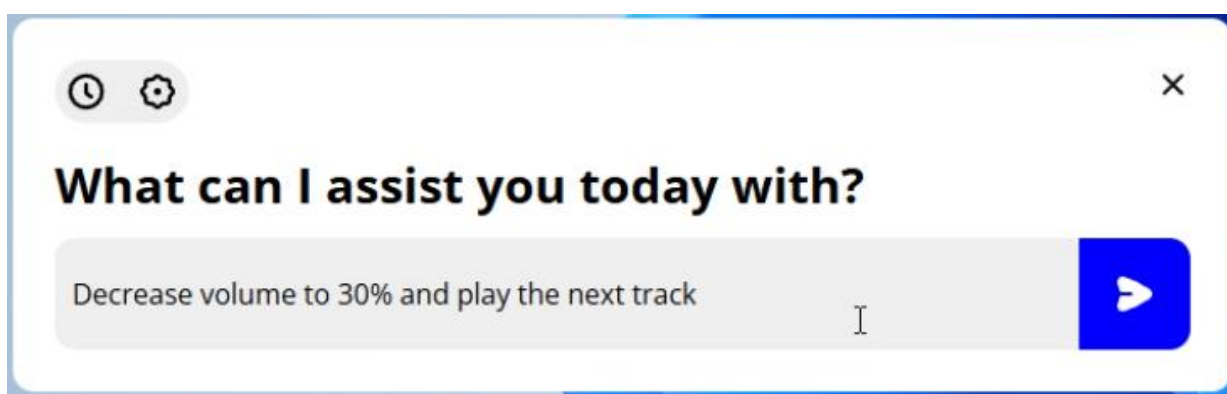 What can I assist you today with?
Decrease volume to 30% and play the next track